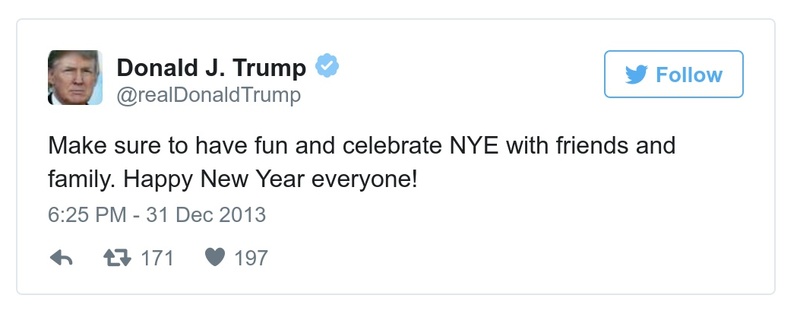 Donald J. Trump
@realDonaldTrump
Follow
Make sure to have fun and celebrate NYE with friends and
family. Happy New Year everyone!
6:25 PM - 31 Dec 2013
171 197